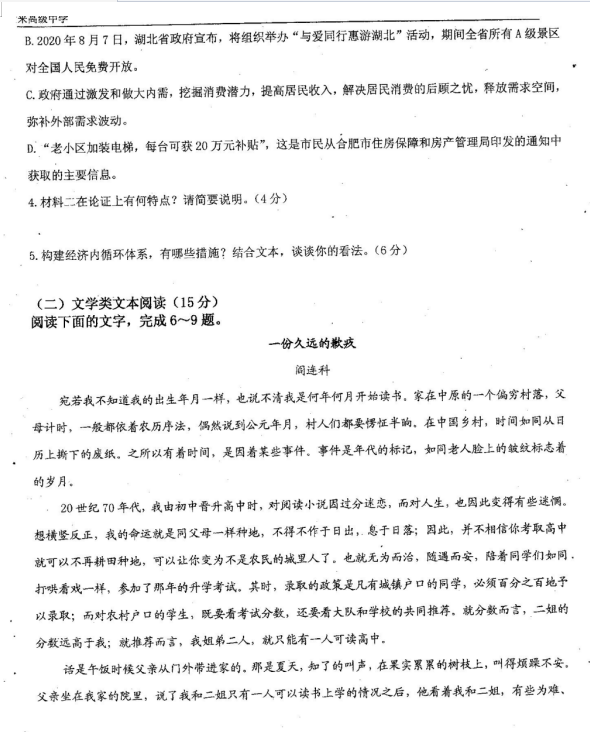 米高级中学
B. 2020 年 8 月 7 日，湖北省政府宣布，将组织举办“与爱同行惠游湖北”活动，期间全省所有 A 级景区
对全国人民免费开放。
C. 政府通过激发和做大内需，挖掘消费潜力，提高居民收入，解决居民消费的后顾之忧，释放需求空间，
弥补外部需求波动。
D. “老小区加装电梯，每台可获 20 万元补贴”，这是市民从合肥市住房保障和房产管理局印发的通知中
获取的主要信息。
4. 材料二在论证上有何特点？请简要说明。（4 分）
5. 构建经济内循环体系，有哪些措施？结合文本，谈谈你的看法。（6 分）
（二）文学类文本阅读（15 分）
阅读下面的文字，完成 6～9 题。
一份久远的歉疚
阎连科
宛若我不知道我的出生年月一样，也说不清我是何年何月开始读书。家在中原的一个偏穷村落，父
母计时，一般都依着农历序法，偶然说到公元年月，村人们都要愣怔半晌。在中国乡村，时间如同从日
历上撕下的废纸。之所以有着时间，是因着某些事件。事件是年代的标记，如同老人脸上的皱纹标志着
的岁月。
20 世纪 70 年代，我由初中晋升高中时，对阅读小说因过分迷恋，而对人生，也因此变得有些迷惘。
想横竖反正，我的命运就是同父母一样种地，不得不作于日出，息于日落；因此，并不相信你考取高中
就可以不再耕田种地，可以让你变为不是农民的城里人了。也就无为而治，随遇而安，陪着同学们如同
打哄着戏一样，参加了那年的升学考试。其时，录取的政策是凡有城镇户口的同学，必须百分之百地予
以录取；而对农村户口的学生，既要看考试分数，还要看大队和学校的共同推荐。就分数而言，二姐的
分数远高于我；就推荐而言，我姐弟二人，就只能有一人可读高中。
话是午饭时候父亲从门外带进家的。那是夏天，知了的叫声，在果实累累的树枝上，叫得烦躁不安。
父亲坐在我家的院里，说了我和二姐只有一人可以读书上学的情况之后，他看着我和二姐，有些为难、